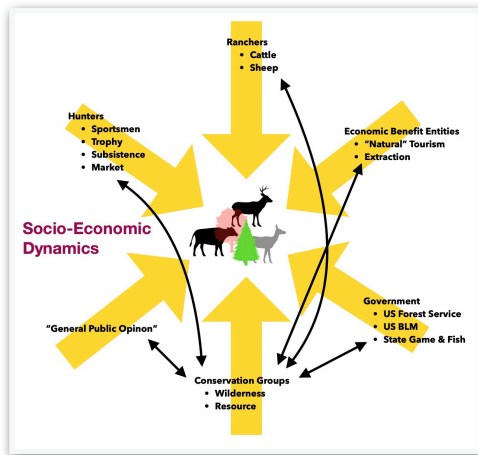 Ranchers
• Cattle
• Sheep
Hunters
• Sportsmen
• Trophy
• Subsistence
• Market
Economic Benefit Entities
• "Natural" Tourism
• Extraction
Socio-Economic
Dynamics
Government
• US Forest Service
• US BLM
• State Game & Fish
"General Public Opinon"
Conservation Groups
• Wilderness
• Resource